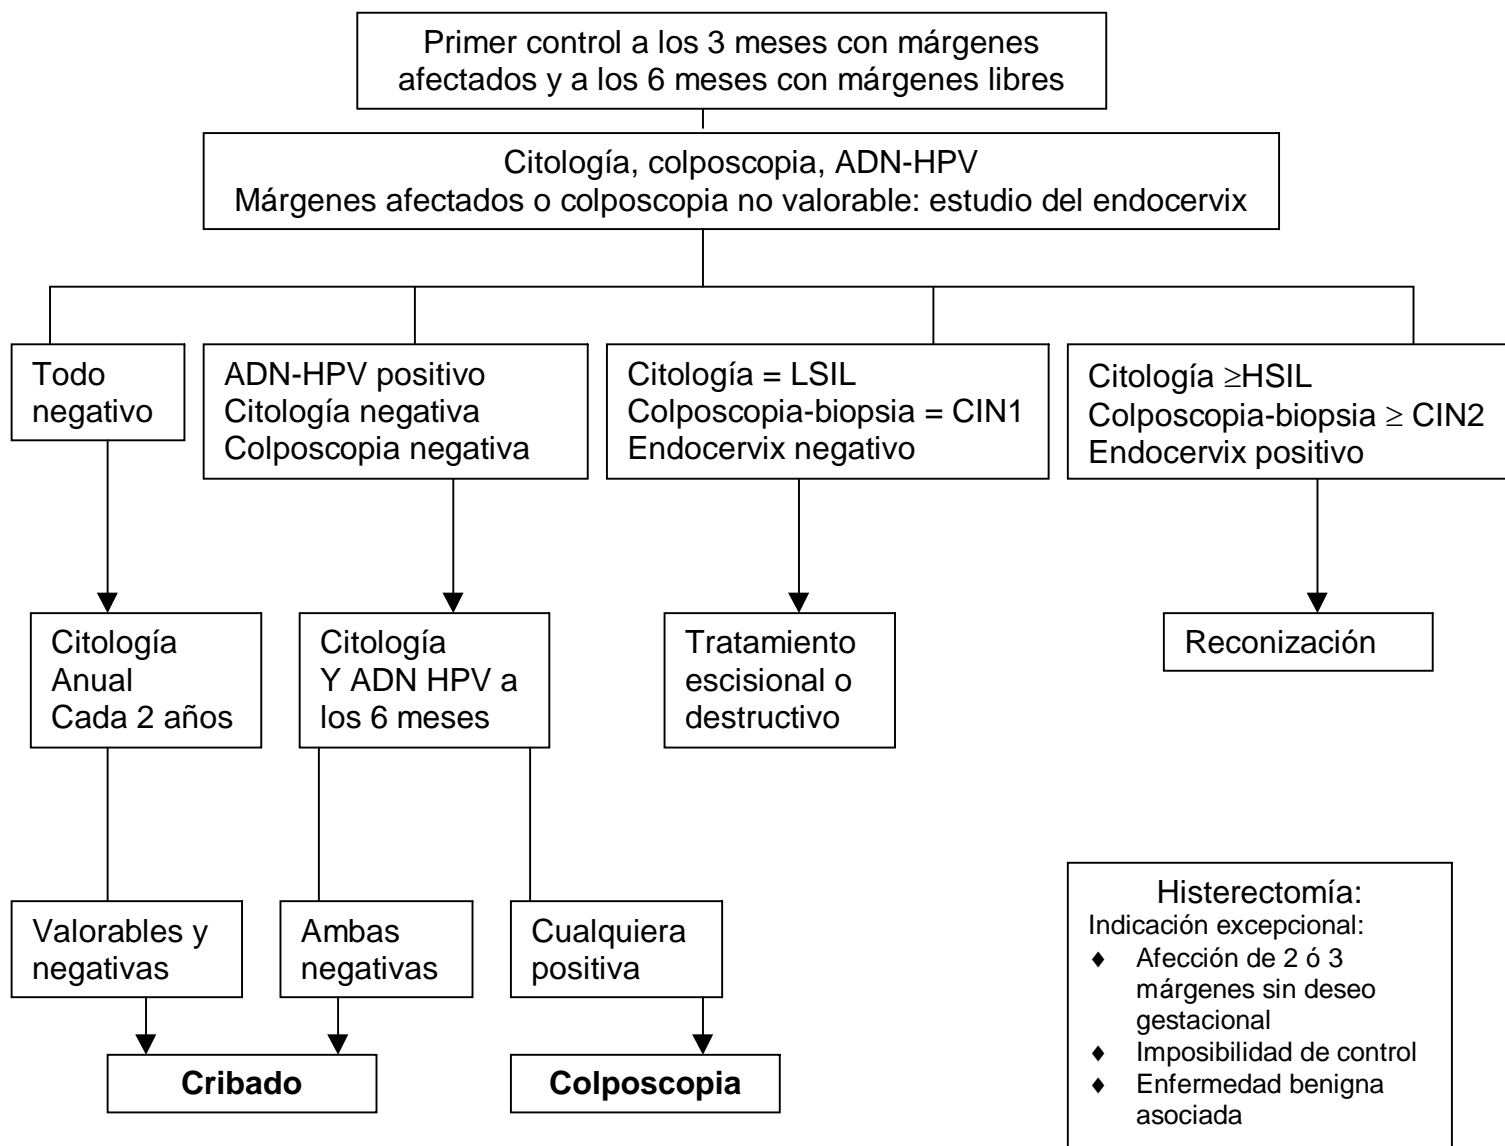 Primer control a los 3 meses con márgenes
afectados y a los 6 meses con márgenes libres
Citología, colposcopia, ADN-HPV
Márgenes afectados o colposcopia no valorable: estudio del endocervix
Todo
negativo
ADN-HPV positivo
Citología negativa
Colposcopia negativa
Citología = LSIL
Colposcopia-biopsia = CIN1
Endocervix negativo
Citología ≥HSIL
Colposcopia-biopsia ≥ CIN2
Endocervix positivo
Citología
Anual
Cada 2 años
Citología
Y ADN HPV a
los 6 meses
Tratamiento
escisional o
destructivo
Reconización
Valorables y
negativas
Ambas
negativas
Cualquiera
positiva
Cribado
Colposcopia
Histerectomía:
Indicación excepcional:
♦ Afección de 2 ó 3
márgenes sin deseo
gestacional
♦ Imposibilidad de control
♦ Enfermedad benigna
asociada